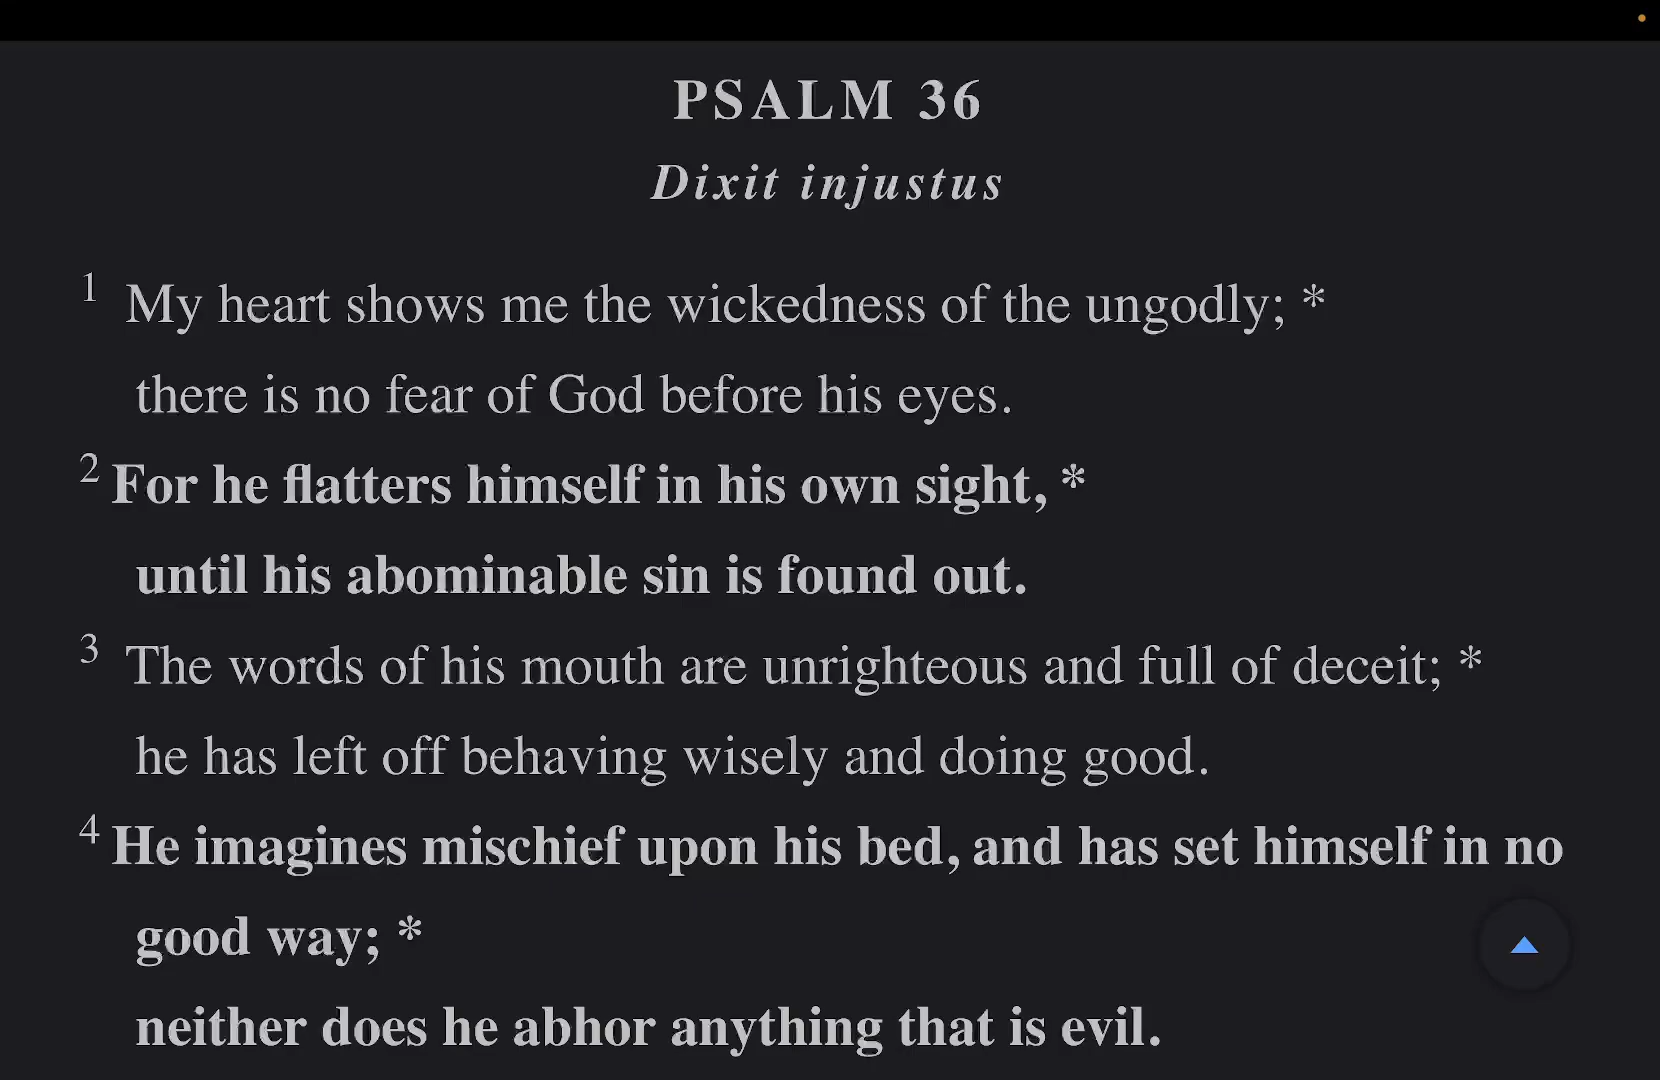 PSALM 36
Dixit injustus
1 My heart shows me the wickedness of the ungodly; *
there is no fear of God before his eyes.
2 For he flatters himself in his own sight, *
until his abominable sin is found out.
3 The words of his mouth are unrighteous and full of deceit; *
he has left off behaving wisely and doing good.
4 He imagines mischief upon his bed, and has set himself in no
good way; *
neither does he abhor anything that is evil.